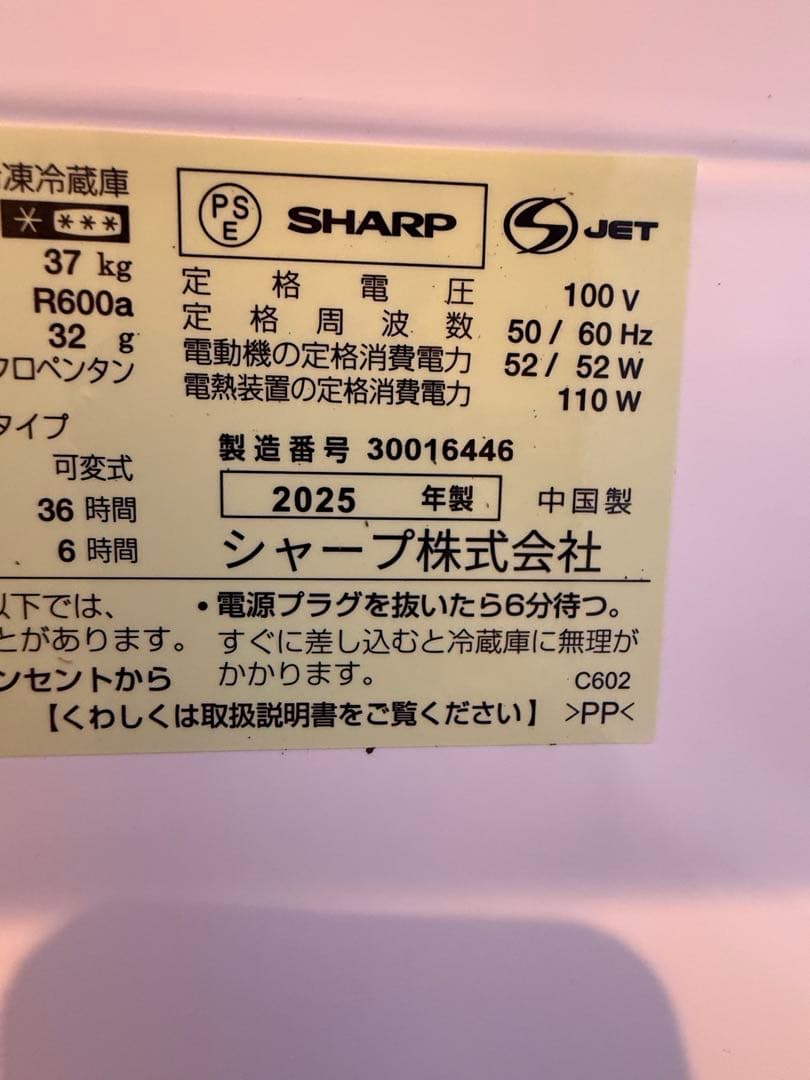 冷蔵庫
37 kg
R600a
32 g
クロペンタン
タイプ
可変式
36 時間
6 時間
PS
E
SHARP
S JET
定格電圧 100 V
定格周波数 50 / 60 Hz
電動機の定格消費電力 52 / 52 W
電熱装置の定格消費電力 110 W
製造番号 30016446
2025 年製 中国製
シャープ株式会社
以下では、
とがあります。
ンセントから
・電源プラグを抜いたら6分待つ。
すぐに差し込むと冷蔵庫に無理が
かかります。
C602
【くわしくは取扱説明書をご覧ください】 >PP<